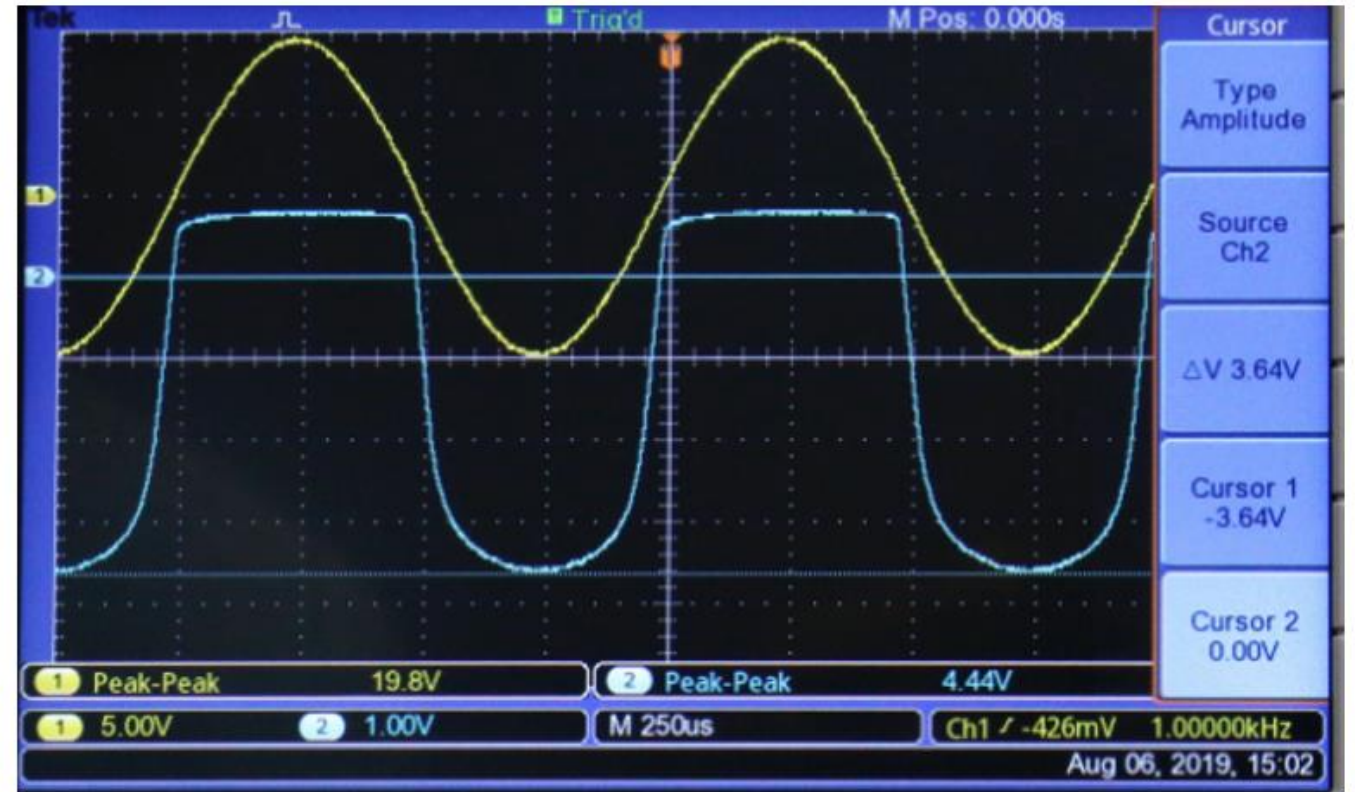 Tek Trig'd M Pos: 0.000s Cursor
T
Type
Amplitude
1
Source
Ch2
2
△V 3.64V
Cursor 1
-3.64V
Cursor 2
0.00V
1 Peak-Peak 19.8V 2 Peak-Peak 4.44V
1 5.00V 2 1.00V M 250us Ch1 -426mV 1.00000kHz
Aug 06, 2019, 15:02